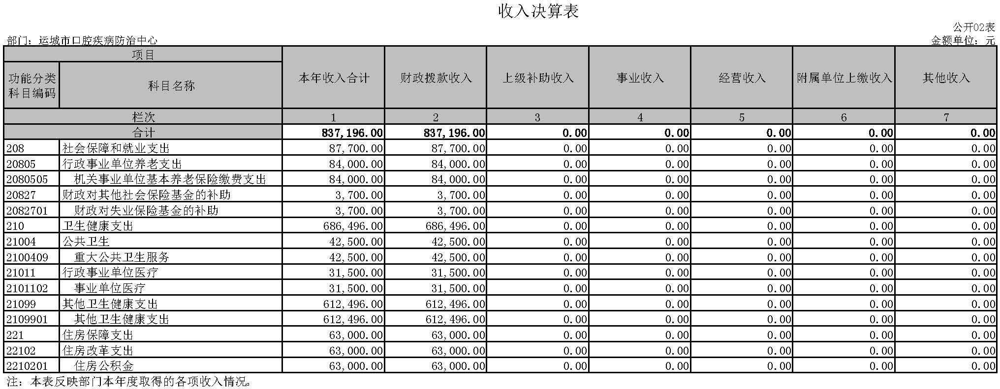 收入决算表
公开02表
部门：运城市口腔疾病防治中心 金额单位：元
项目 本年收入合计 财政拨款收入 上级补助收入 事业收入 经营收入 附属单位上缴收入 其他收入
功能分类科目编码 科目名称
栏次 1 2 3 4 5 6 7
合计 837,196.00 837,196.00 0.00 0.00 0.00 0.00 0.00
208 社会保障和就业支出 87,700.00 87,700.00 0.00 0.00 0.00 0.00 0.00
20805 行政事业单位养老支出 84,000.00 84,000.00 0.00 0.00 0.00 0.00 0.00
2080505 机关事业单位基本养老保险缴费支出 84,000.00 84,000.00 0.00 0.00 0.00 0.00 0.00
20827 财政对其他社会保险基金的补助 3,700.00 3,700.00 0.00 0.00 0.00 0.00 0.00
2082701 财政对失业保险基金的补助 3,700.00 3,700.00 0.00 0.00 0.00 0.00 0.00
210 卫生健康支出 686,496.00 686,496.00 0.00 0.00 0.00 0.00 0.00
21004 公共卫生 42,500.00 42,500.00 0.00 0.00 0.00 0.00 0.00
2100409 重大公共卫生服务 42,500.00 42,500.00 0.00 0.00 0.00 0.00 0.00
21011 行政事业单位医疗 31,500.00 31,500.00 0.00 0.00 0.00 0.00 0.00
2101102 事业单位医疗 31,500.00 31,500.00 0.00 0.00 0.00 0.00 0.00
21099 其他卫生健康支出 612,496.00 612,496.00 0.00 0.00 0.00 0.00 0.00
2109901 其他卫生健康支出 612,496.00 612,496.00 0.00 0.00 0.00 0.00 0.00
221 住房保障支出 63,000.00 63,000.00 0.00 0.00 0.00 0.00 0.00
22102 住房改革支出 63,000.00 63,000.00 0.00 0.00 0.00 0.00 0.00
2210201 住房公积金 63,000.00 63,000.00 0.00 0.00 0.00 0.00 0.00
注：本表反映部门本年度取得的各项收入情况。